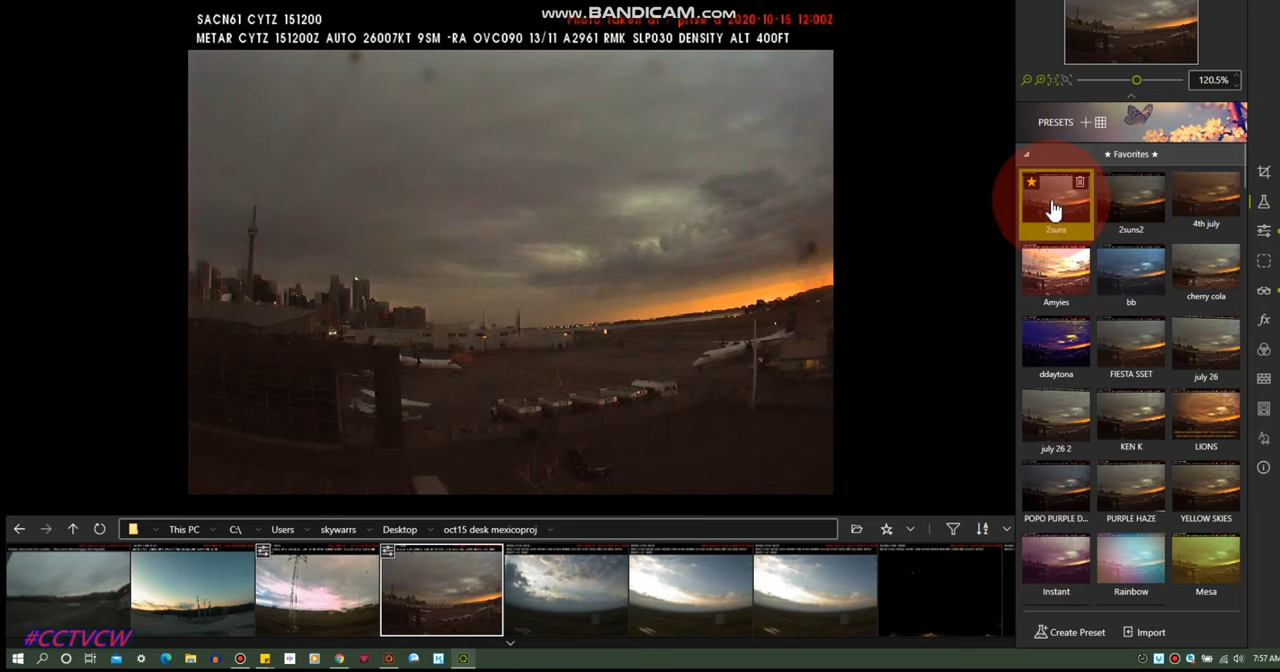 www.BANDICAM.com
SACN61 CYTZ 151200
Photo taken at / prise à 2020-10-15 12:00Z
METAR CYTZ 151200Z AUTO 26007KT 9SM -RA OVC090 13/11 A2961 RMK SLP030 DENSITY ALT 400FT
120.5%
PRESETS
★ Favorites ★
2suns
2suns2
4th july
Amyies
bb
cherry cola
ddaytona
FIESTA SSET
july 26
july 26 2
KEN K
LIONS
POPO PURPLE D...
PURPLE HAZE
YELLOW SKIES
Instant
Rainbow
Mesa
Create Preset
Import
This PC
C:\
Users
skywarrs
Desktop
oct15 desk mexicoproj
#CCTVCW
7:57 AM